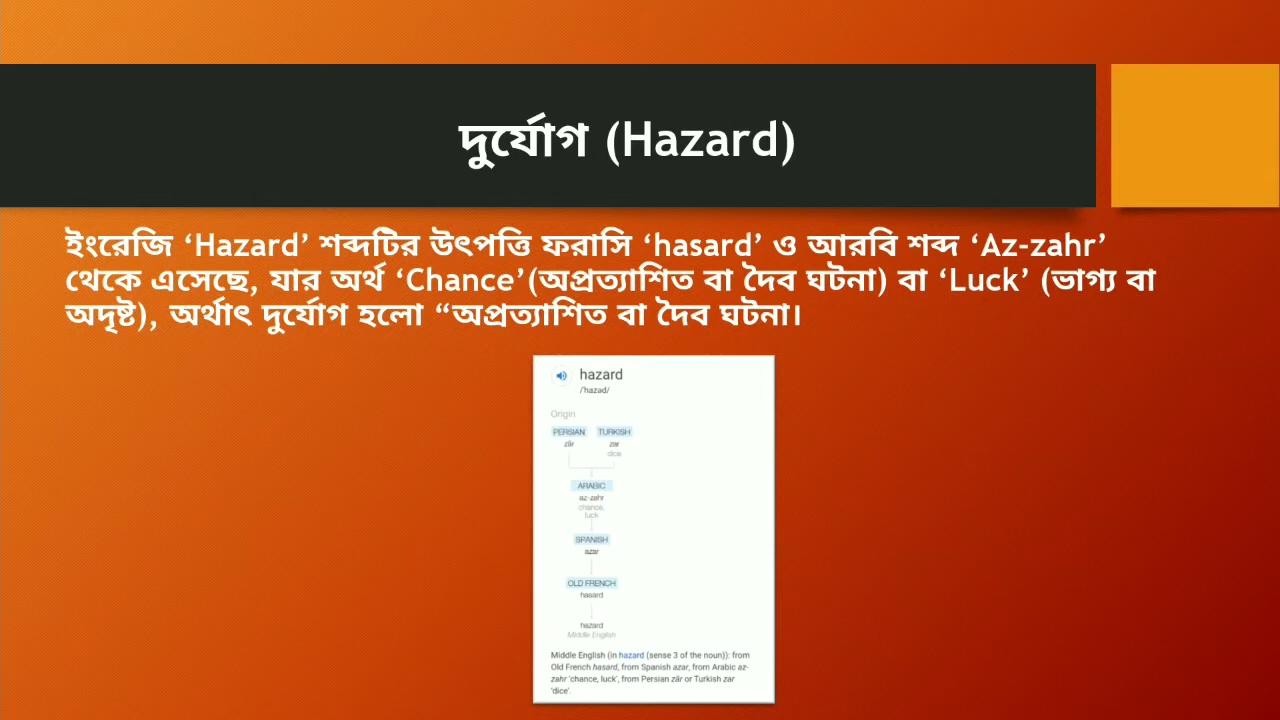 দুর্যোগ (Hazard)
ইংরেজি ‘Hazard’ শব্দটির উৎপত্তি ফরাসি ‘hasard’ ও আরবি শব্দ ‘Az-zahr’
থেকে এসেছে, যার অর্থ ‘Chance’(অপ্রত্যাশিত বা দৈব ঘটনা) বা ‘Luck’ (ভাগ্য বা
অদৃষ্ট), অর্থাৎ দুর্যোগ হলো “অপ্রত্যাশিত বা দৈব ঘটনা।
hazard
/ˈhazəd/
Origin
PERSIAN TURKISH
zār zar
dice
ARABIC
az-zahr
chance,
luck
SPANISH
azar
OLD FRENCH
hasard
hazard
Middle English
Middle English (in hazard (sense 3 of the noun)): from
Old French hasard, from Spanish azar, from Arabic az-
zahr 'chance, luck', from Persian zār or Turkish zar
'dice'.